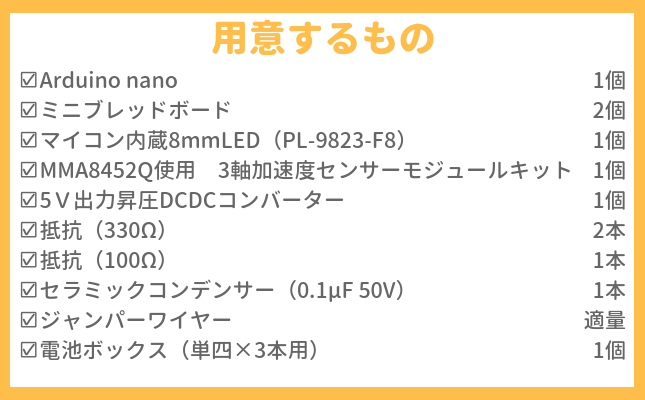 用意するもの
☑Arduino nano 1個
☑ミニブレッドボード 2個
☑マイコン内蔵8mmLED（PL-9823-F8） 1個
☑MMA8452Q使用　3軸加速度センサーモジュールキット 1個
☑5Ｖ出力昇圧DCDCコンバーター 1個
☑抵抗（330Ω） 2本
☑抵抗（100Ω） 1本
☑セラミックコンデンサー（0.1μF 50V） 1本
☑ジャンパーワイヤー 適量
☑電池ボックス（単四×3本用） 1個